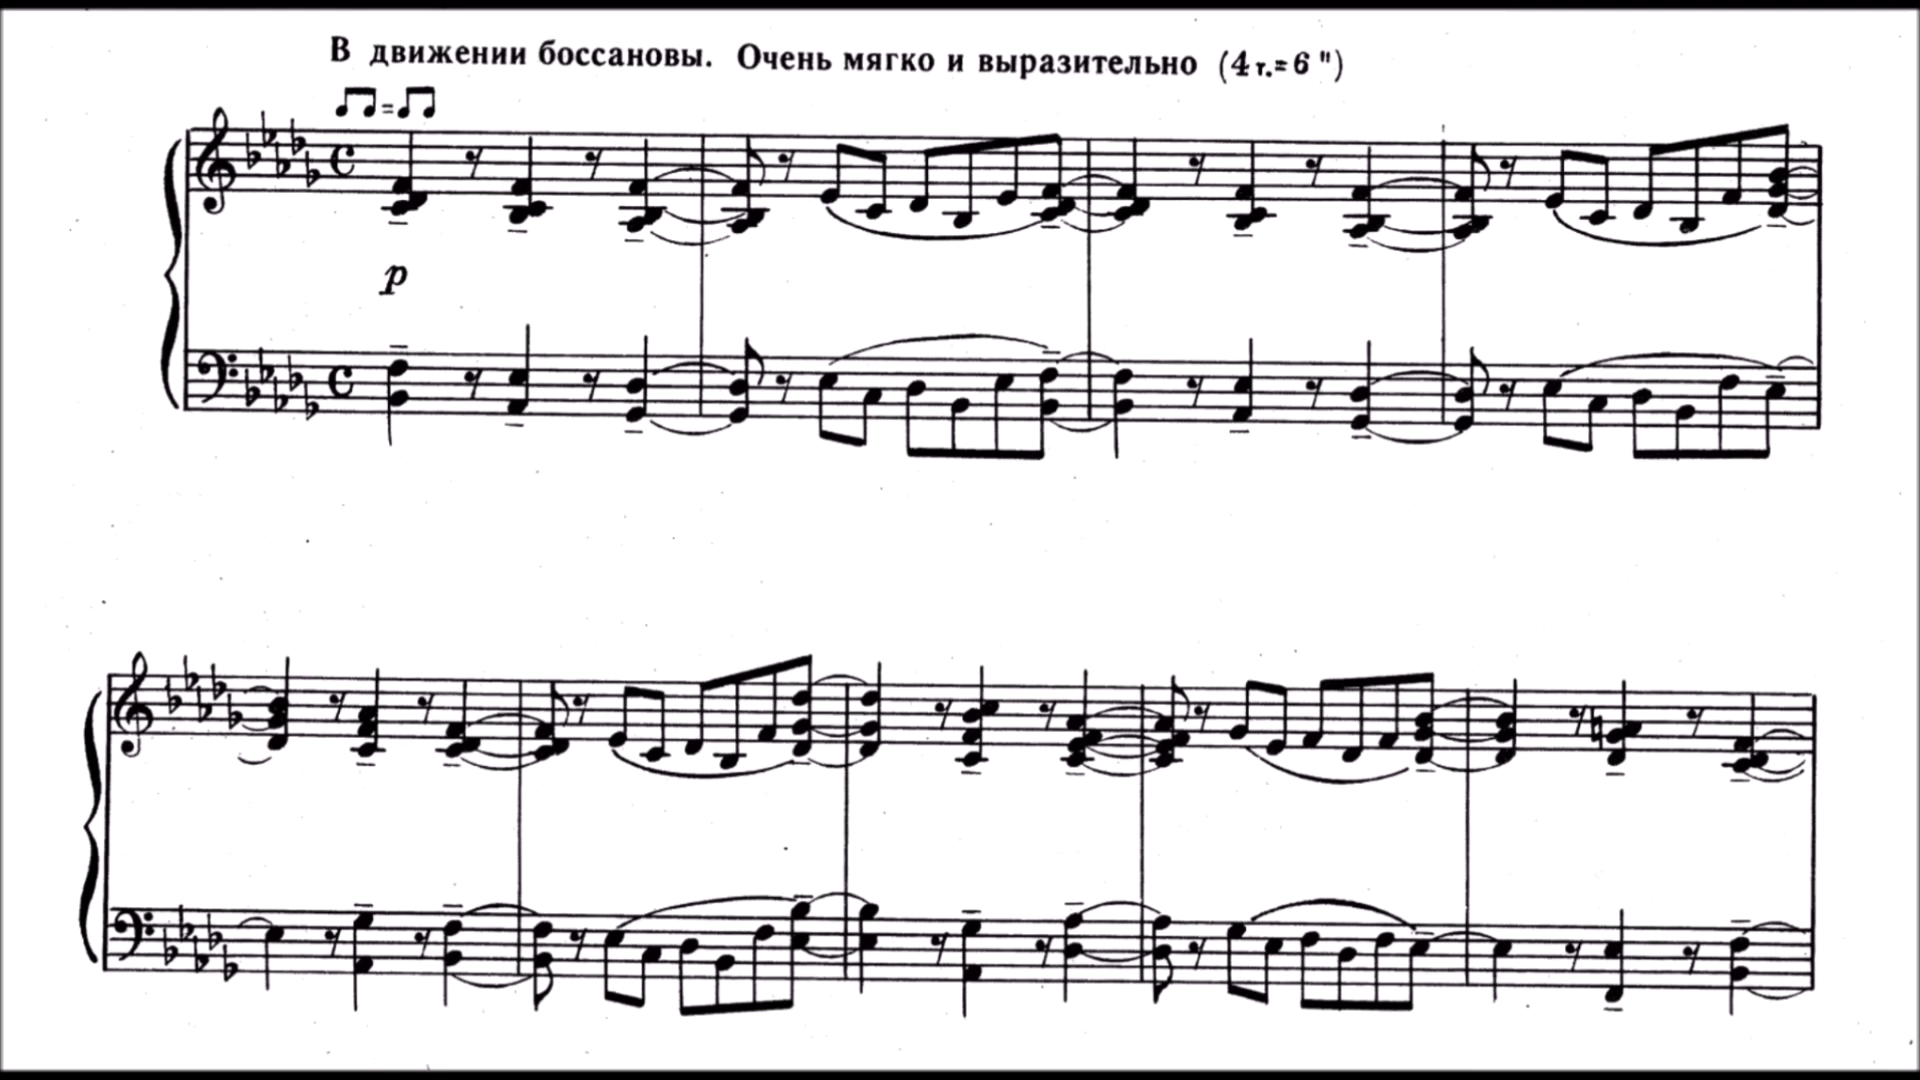 В движении боссановы. Очень мягко и выразительно (4 т.=6")
p